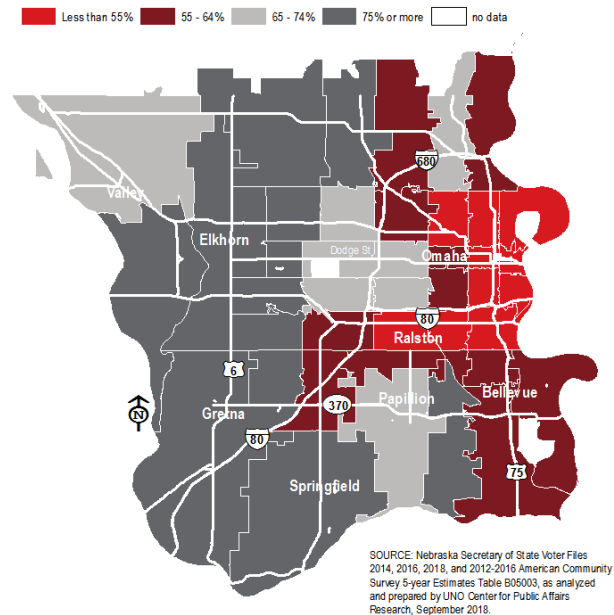 Less than 55% 55 - 64% 65 - 74% 75% or more no data
680
Valley
Elkhorn
Dodge St
Omaha
80
Ralston
6
370
Papillion
Bellevue
N
Gretna
80
75
Springfield
SOURCE: Nebraska Secretary of State Voter Files
2014, 2016, 2018, and 2012-2016 American Community
Survey 5-year Estimates Table B05003, as analyzed
and prepared by UNO Center for Public Affairs
Research, September 2018.